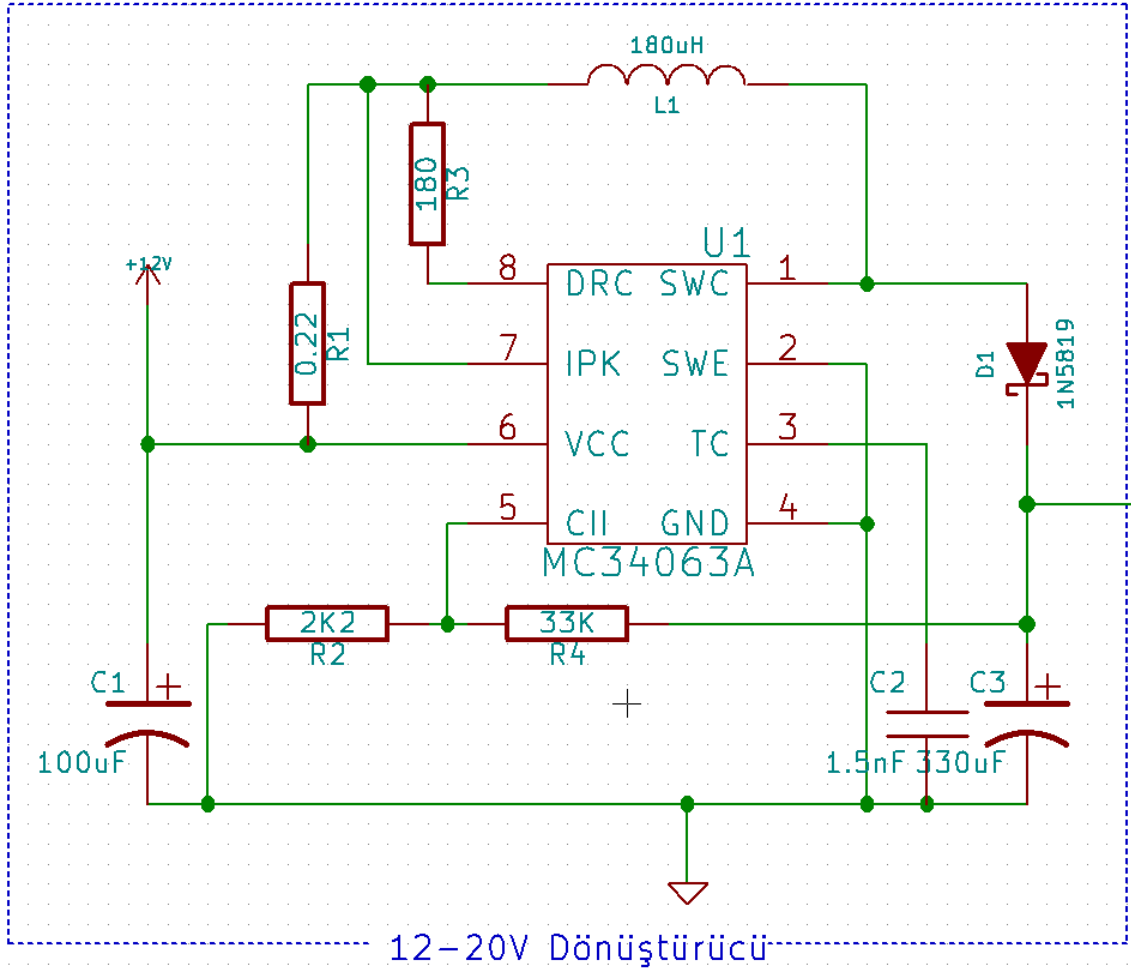 180uH
L1
180
R3
U1
+12V
0.22
R1
8
DRC
SWC
1
7
IPK
SWE
2
D1
1N5819
6
VCC
TC
3
5
CII
GND
4
MC34063A
2K2
R2
33K
R4
C1
+
100uF
C2
1.5nF
C3
+
330uF
12-20V Dönüştürücü